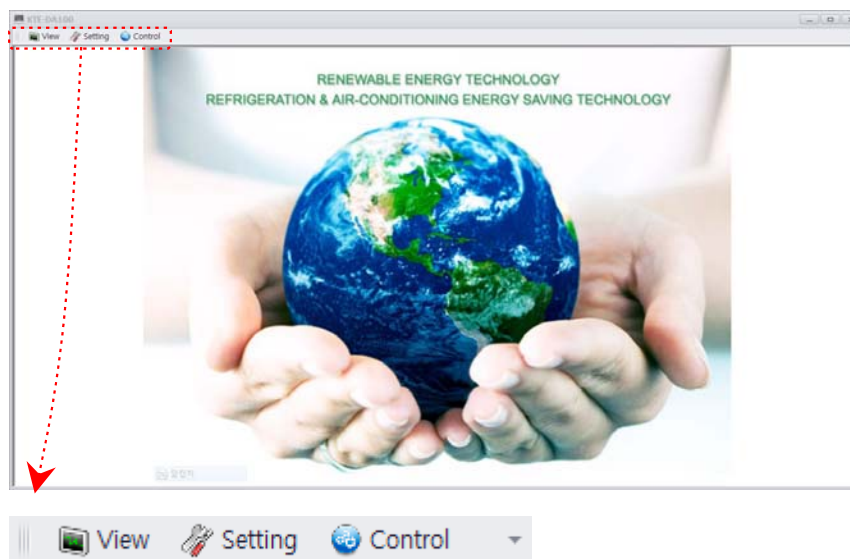 KTE-DA100
View Setting Control
RENEWABLE ENERGY TECHNOLOGY
REFRIGERATION & AIR-CONDITIONING ENERGY SAVING TECHNOLOGY
View Setting Control